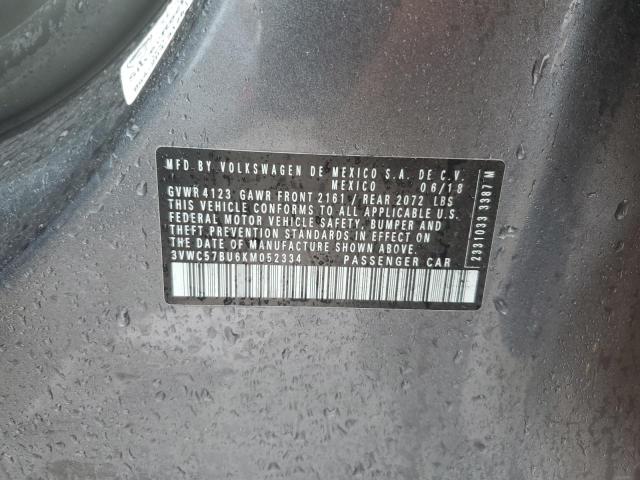 MFD.BY VOLKSWAGEN DE MEXICO S.A. DE C.V.
MEXICO 06/18
GVWR 4123 GAWR FRONT 2161 / REAR 2072 LBS
THIS VEHICLE CONFORMS TO ALL APPLICABLE U.S.
FEDERAL MOTOR VEHICLE SAFETY, BUMPER AND
THEFT PREVENTION STANDARDS IN EFFECT ON
THE DATE OF MANUFACTURE SHOWN ABOVE.
3VWC57BU6KM052334 PASSENGER CAR
2331033 3387 M